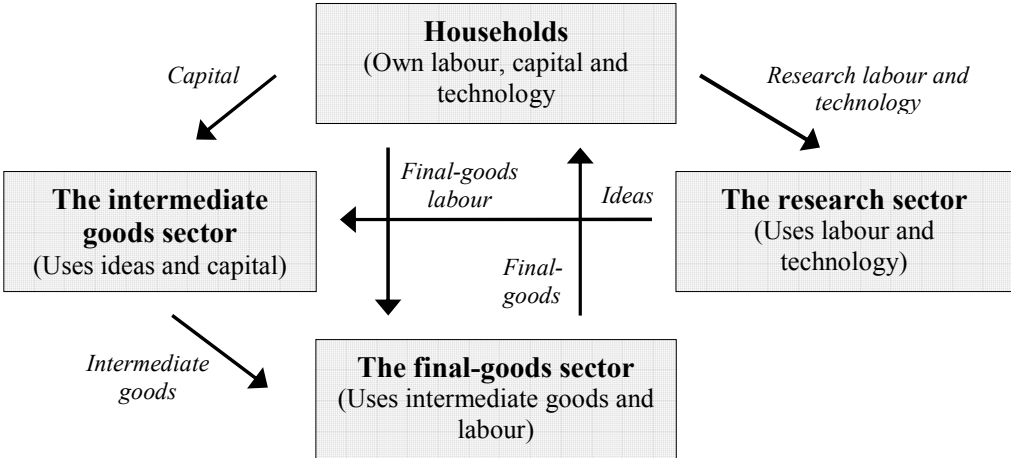 Households
(Own labour, capital and
technology
Capital
Research labour and
technology
The intermediate
goods sector
(Uses ideas and capital)
Final-goods
labour
Ideas
The research sector
(Uses labour and
technology)
Final-
goods
Intermediate
goods
The final-goods sector
(Uses intermediate goods and
labour)